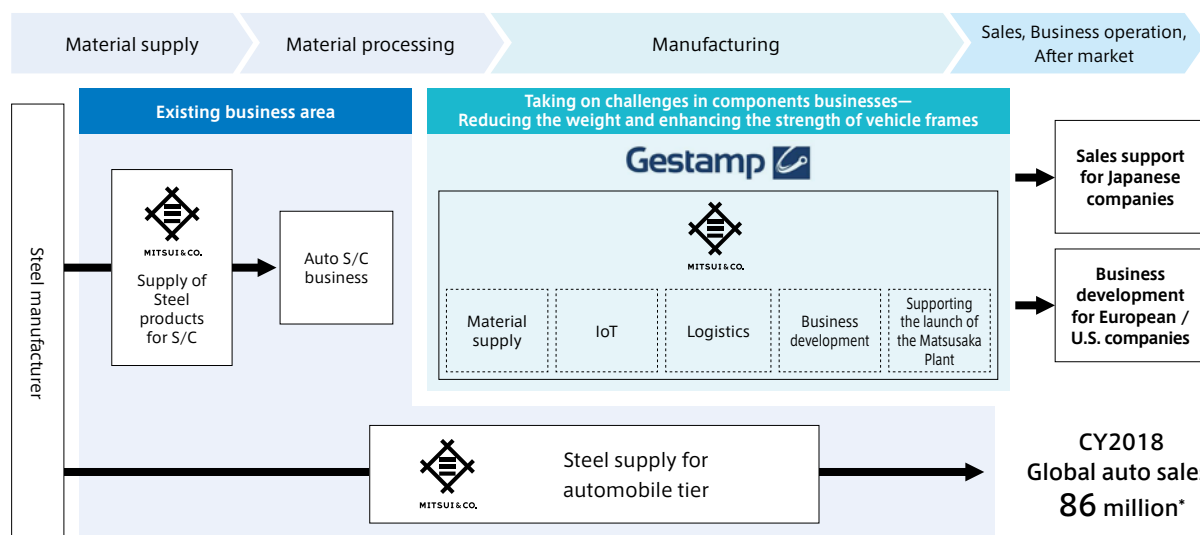 Material supply
Material processing
Manufacturing
Sales, Business operation,
After market
Steel manufacturer
Existing business area
MITSUI & CO.
Supply of
Steel
products
for S/C
Auto S/C
business
Taking on challenges in components businesses—
Reducing the weight and enhancing the strength of vehicle frames
Gestamp
MITSUI & CO.
Material
supply
IoT
Logistics
Business
development
Supporting
the launch of
the Matsusaka
Plant
Sales support
for Japanese
companies
Business
development
for European /
U.S. companies
MITSUI & CO.
Steel supply for
automobile tier
CY2018
Global auto sale
86 million*